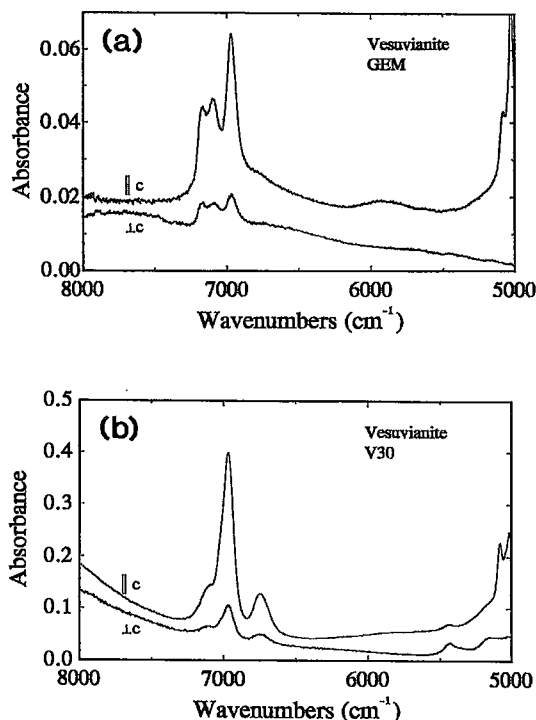 (a)
Vesuvianite
GEM
0.06
0.04
0.02
0.00
Absorbance
∥ c
⊥c
8000 7000 6000 5000
Wavenumbers (cm⁻¹)
(b)
Vesuvianite
V30
0.5
0.4
0.3
0.2
0.1
0.0
Absorbance
∥ c
⊥c
8000 7000 6000 5000
Wavenumbers (cm⁻¹)